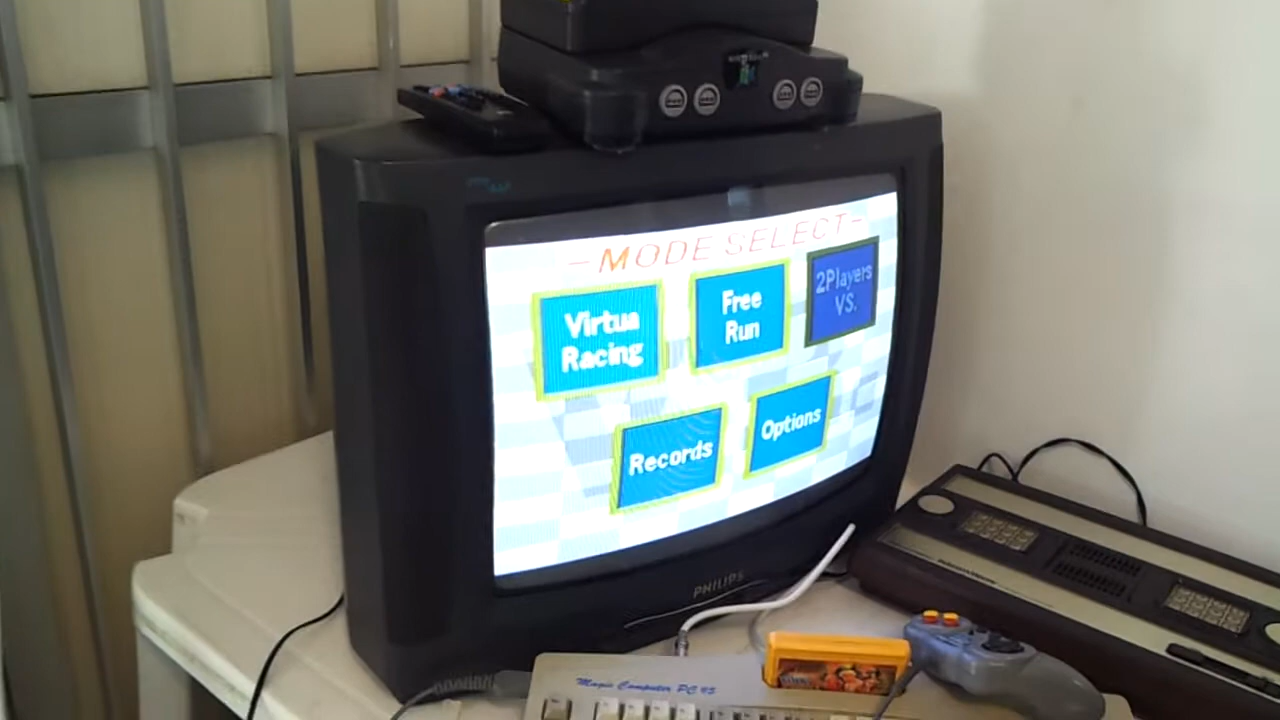 -MODE SELECT-
Virtua
Racing
Free
Run
2Players
VS.
Records
Options
PHILIPS
Magic Computer PC 95